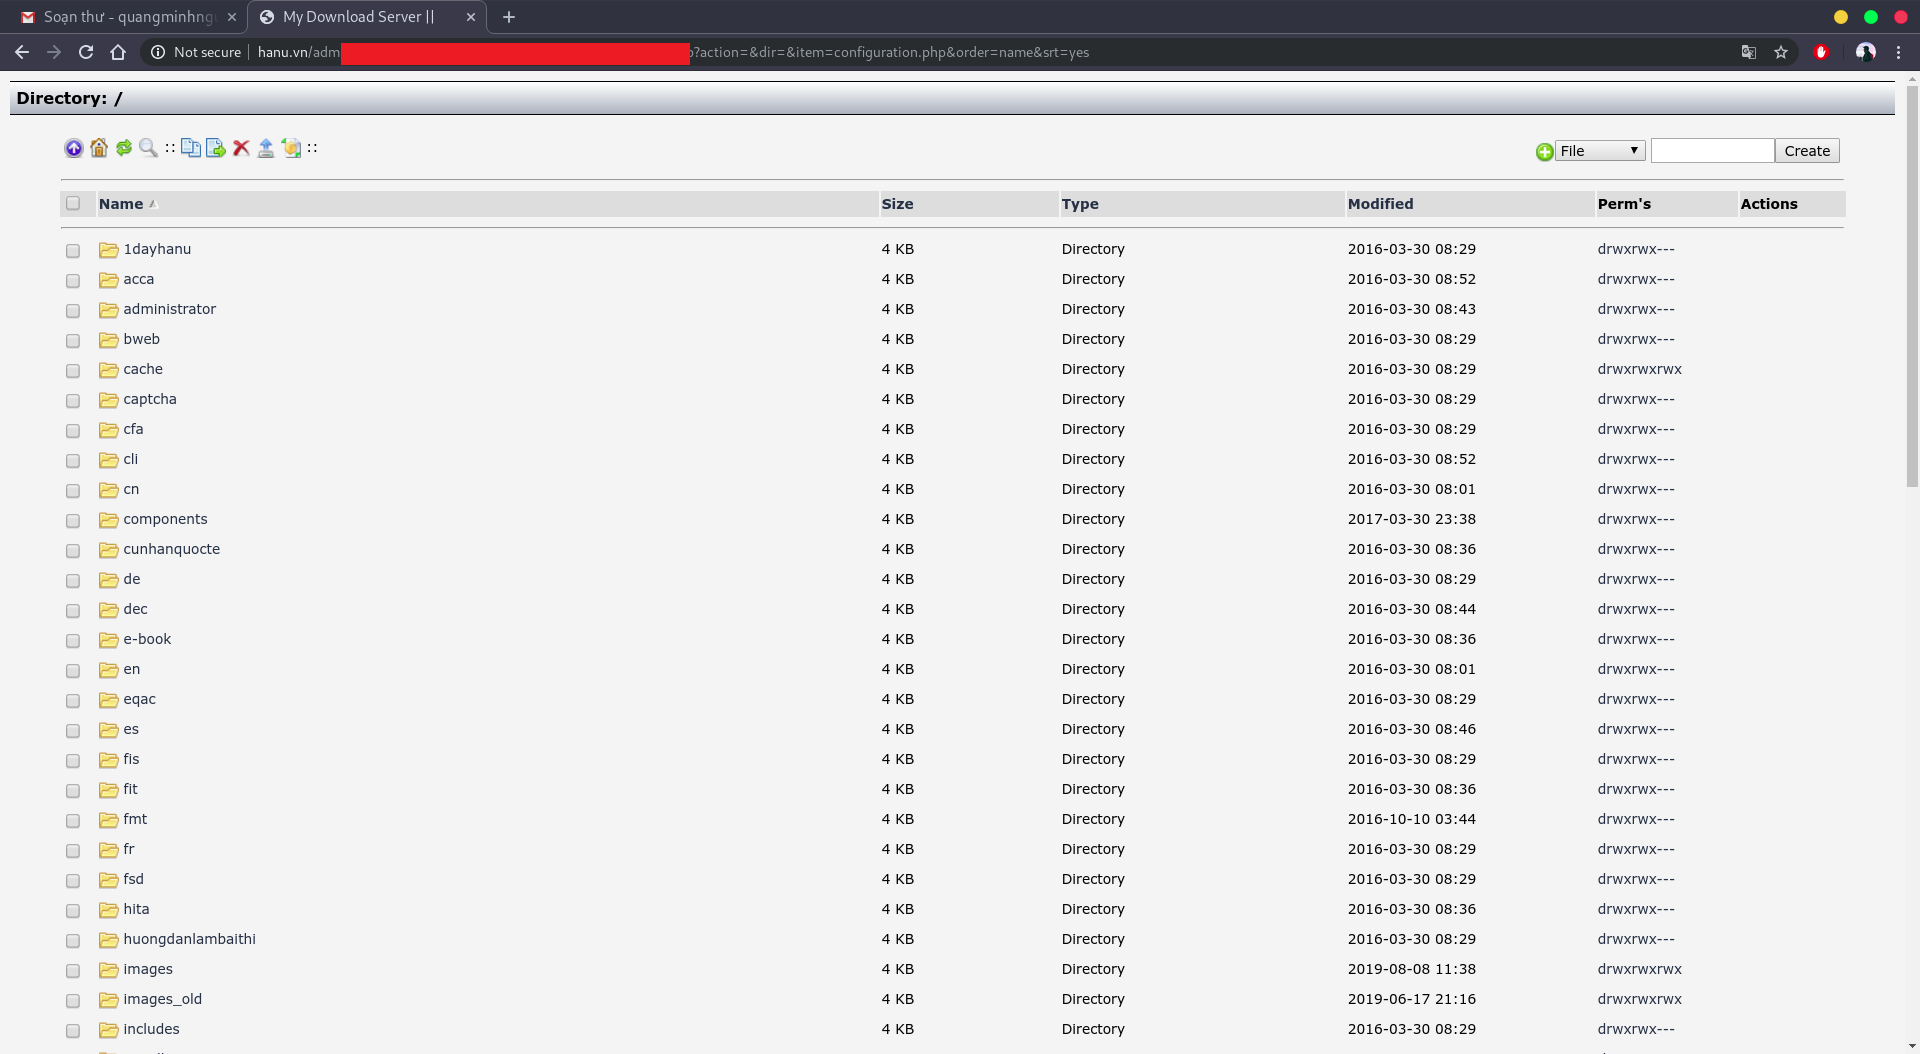 Soạn thư - quangminhng
My Download Server ||
Not secure | hanu.vn/adm ?action=&dir=&item=configuration.php&order=name&srt=yes
Directory: /
:: ::
File Create
Name Size Type Modified Perm's Actions
1dayhanu 4 KB Directory 2016-03-30 08:29 drwxrwx---
acca 4 KB Directory 2016-03-30 08:52 drwxrwx---
administrator 4 KB Directory 2016-03-30 08:43 drwxrwx---
bweb 4 KB Directory 2016-03-30 08:29 drwxrwx---
cache 4 KB Directory 2016-03-30 08:29 drwxrwxrwx
captcha 4 KB Directory 2016-03-30 08:29 drwxrwx---
cfa 4 KB Directory 2016-03-30 08:29 drwxrwx---
cli 4 KB Directory 2016-03-30 08:52 drwxrwx---
cn 4 KB Directory 2016-03-30 08:01 drwxrwx---
components 4 KB Directory 2017-03-30 23:38 drwxrwx---
cunhanquocte 4 KB Directory 2016-03-30 08:36 drwxrwx---
de 4 KB Directory 2016-03-30 08:29 drwxrwx---
dec 4 KB Directory 2016-03-30 08:44 drwxrwx---
e-book 4 KB Directory 2016-03-30 08:36 drwxrwx---
en 4 KB Directory 2016-03-30 08:01 drwxrwx---
eqac 4 KB Directory 2016-03-30 08:29 drwxrwx---
es 4 KB Directory 2016-03-30 08:46 drwxrwx---
fis 4 KB Directory 2016-03-30 08:29 drwxrwx---
fit 4 KB Directory 2016-03-30 08:36 drwxrwx---
fmt 4 KB Directory 2016-10-10 03:44 drwxrwx---
fr 4 KB Directory 2016-03-30 08:29 drwxrwx---
fsd 4 KB Directory 2016-03-30 08:29 drwxrwx---
hita 4 KB Directory 2016-03-30 08:36 drwxrwx---
huongdanlambaithi 4 KB Directory 2016-03-30 08:29 drwxrwx---
images 4 KB Directory 2019-08-08 11:38 drwxrwxrwx
images_old 4 KB Directory 2019-06-17 21:16 drwxrwxrwx
includes 4 KB Directory 2016-03-30 08:29 drwxrwx---